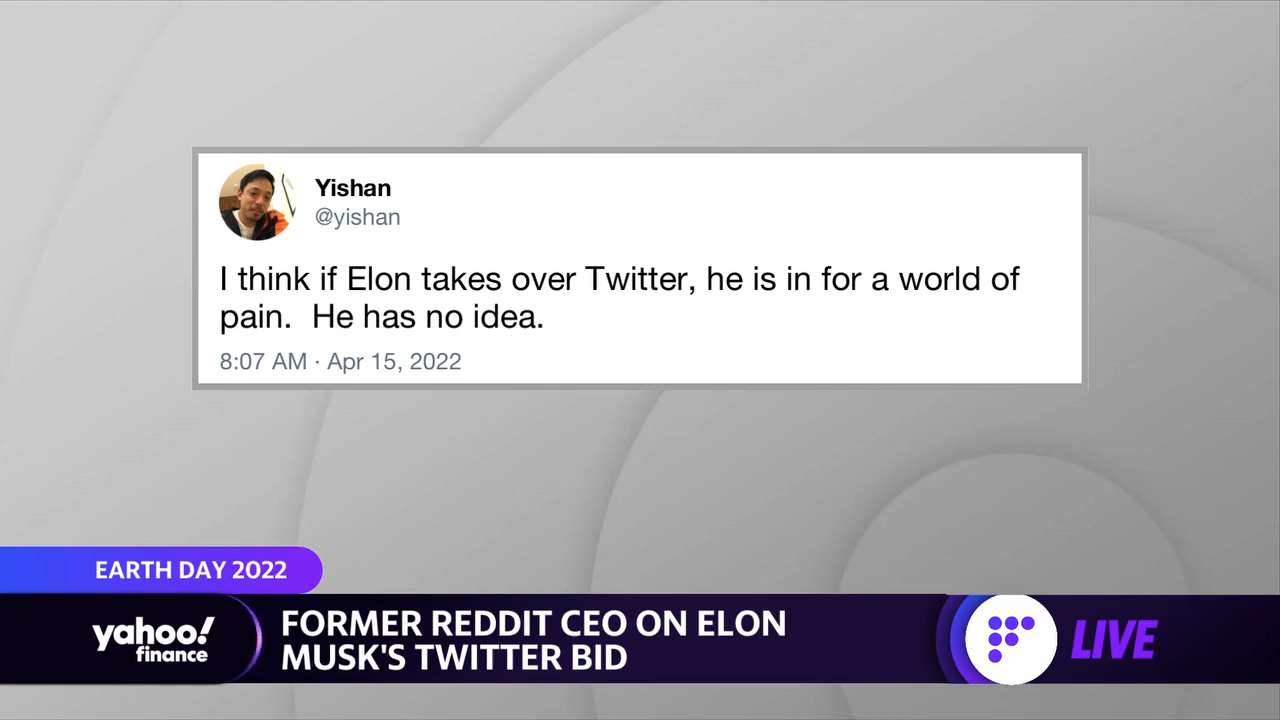 Yishan
@yishan
I think if Elon takes over Twitter, he is in for a world of
pain.  He has no idea.
8:07 AM · Apr 15, 2022
EARTH DAY 2022
yahoo!
finance
FORMER REDDIT CEO ON ELON
MUSK'S TWITTER BID
LIVE